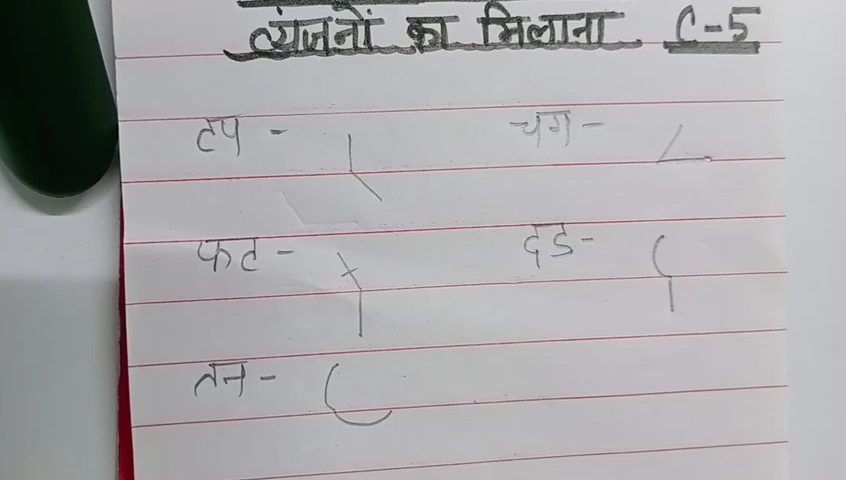 व्यंजनों का मिलाना C-5
टप - चग -
फट - दड -
तन -